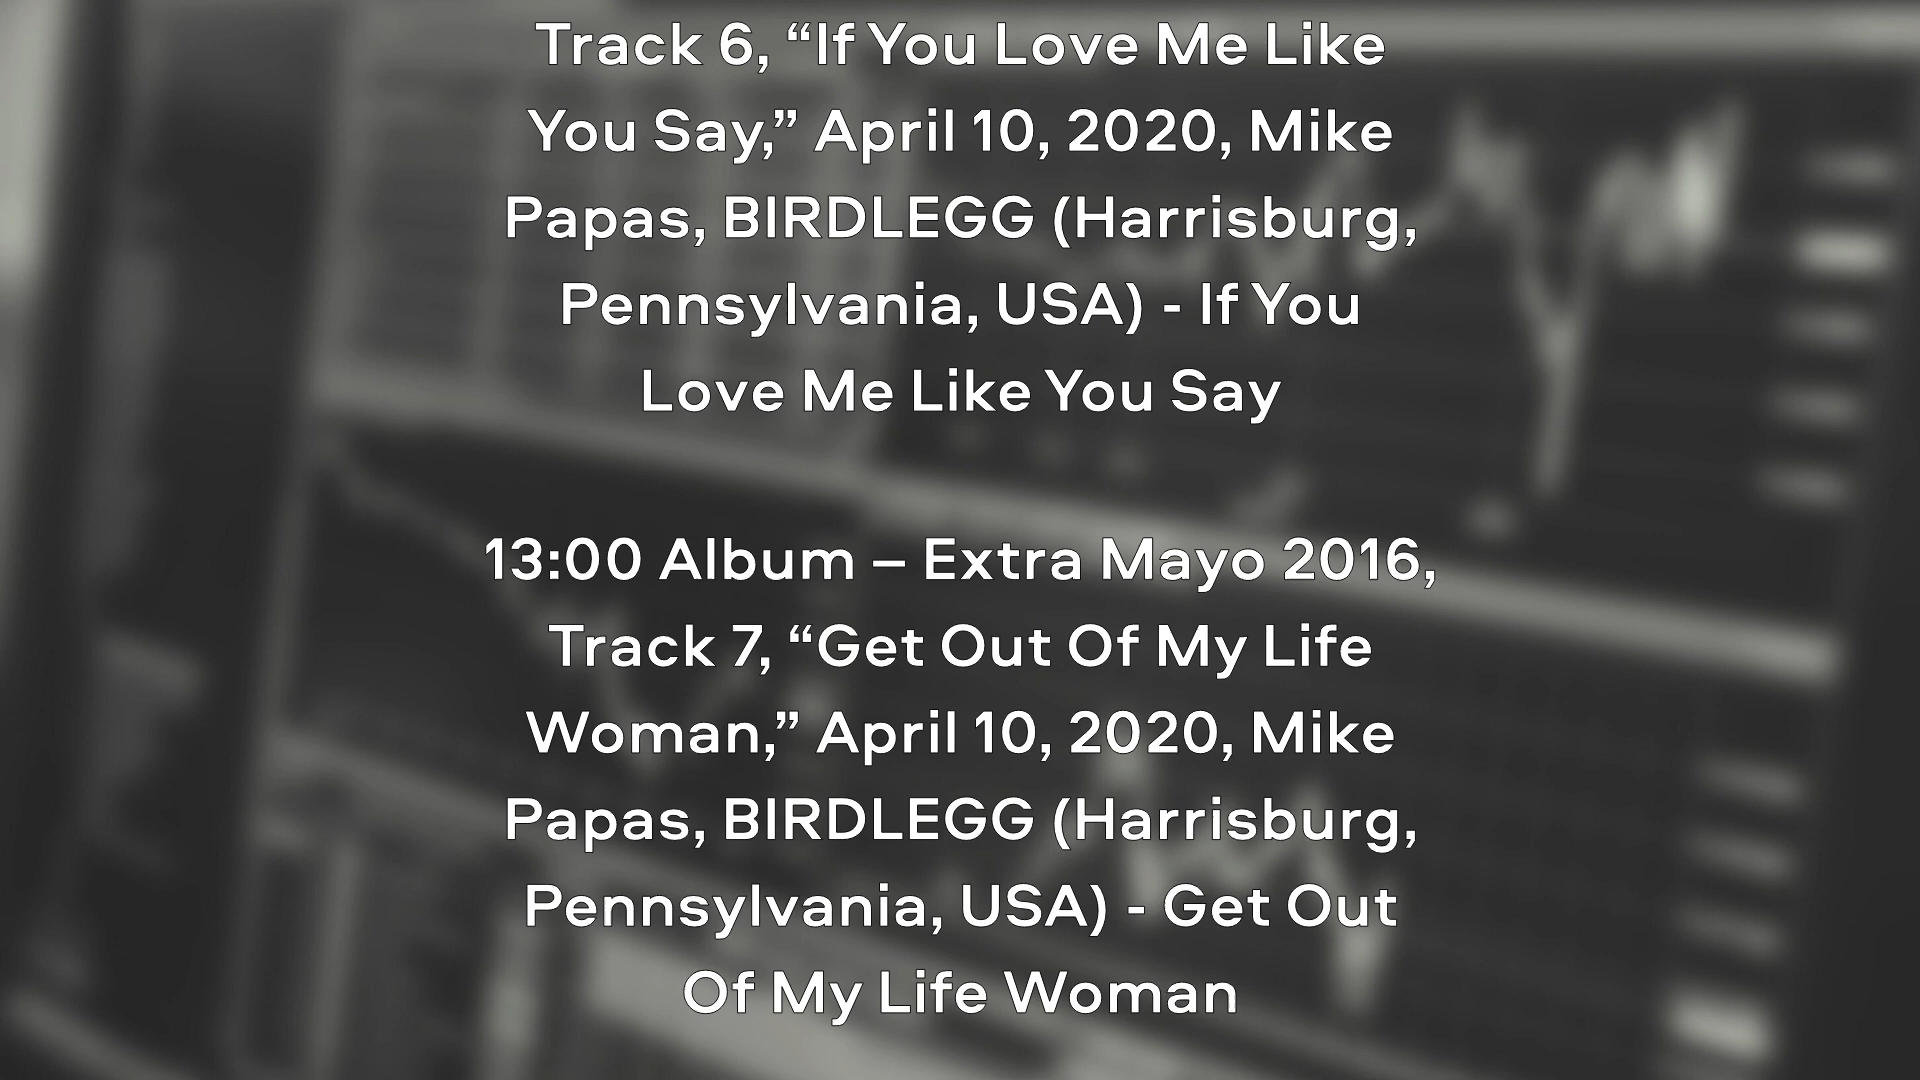 Track 6, “If You Love Me Like
You Say,” April 10, 2020, Mike
Papas, BIRDLEGG (Harrisburg,
Pennsylvania, USA) - If You
Love Me Like You Say
13:00 Album – Extra Mayo 2016,
Track 7, “Get Out Of My Life
Woman,” April 10, 2020, Mike
Papas, BIRDLEGG (Harrisburg,
Pennsylvania, USA) - Get Out
Of My Life Woman